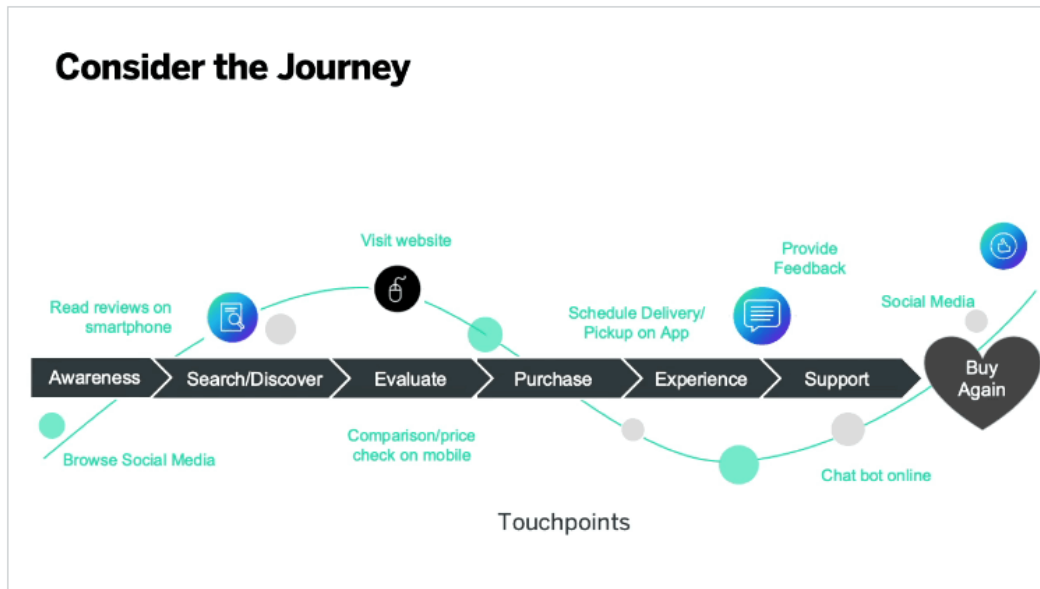 Consider the Journey
Visit website
Provide
Feedback
Read reviews on
smartphone
Schedule Delivery/
Pickup on App
Social Media
Awareness
Search/Discover
Evaluate
Purchase
Experience
Support
Buy
Again
Browse Social Media
Comparison/price
check on mobile
Chat bot online
Touchpoints